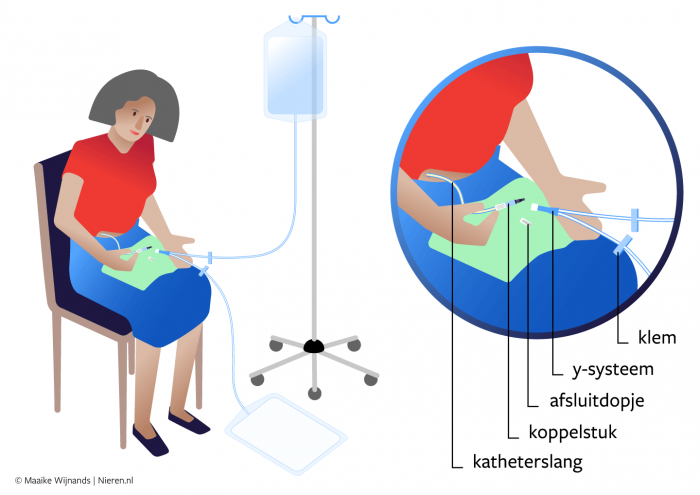 klem
y-systeem
afsluitdopje
koppelstuk
katheterslang
© Maaike Wijnands | Nieren.nl